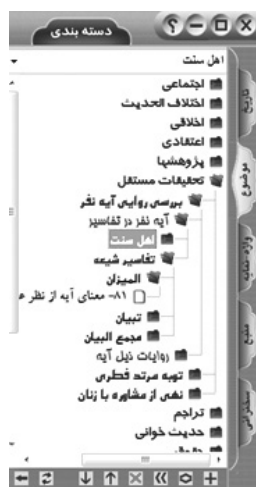 دسته بندی
اهل سنت
اجتماعی
اختلاف الحدیث
اخلاقی
اعتقادی
پژوهشها
تحقیقات مستقل
بررسی روایی آیه نفر
آیه نفر در تفاسیر
اهل سنت
تفاسیر شیعه
المیزان
۸۱- معنای آیه از نظر ع
تبیان
مجمع البیان
روایات ذیل آیه
توبه مرتد فطری
نهی از مشاوره با زنان
تراجم
حدیث خوانی
تاریخ
موضوع
واژه-نمایه
منبع
سخنرانی